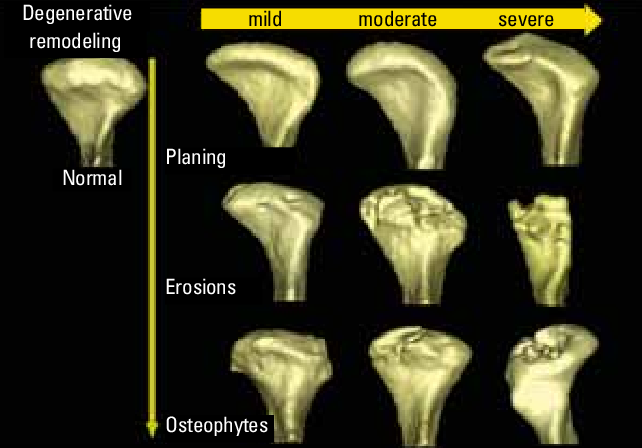 Degenerative
remodeling
mild moderate severe
Normal
Planing
Erosions
Osteophytes